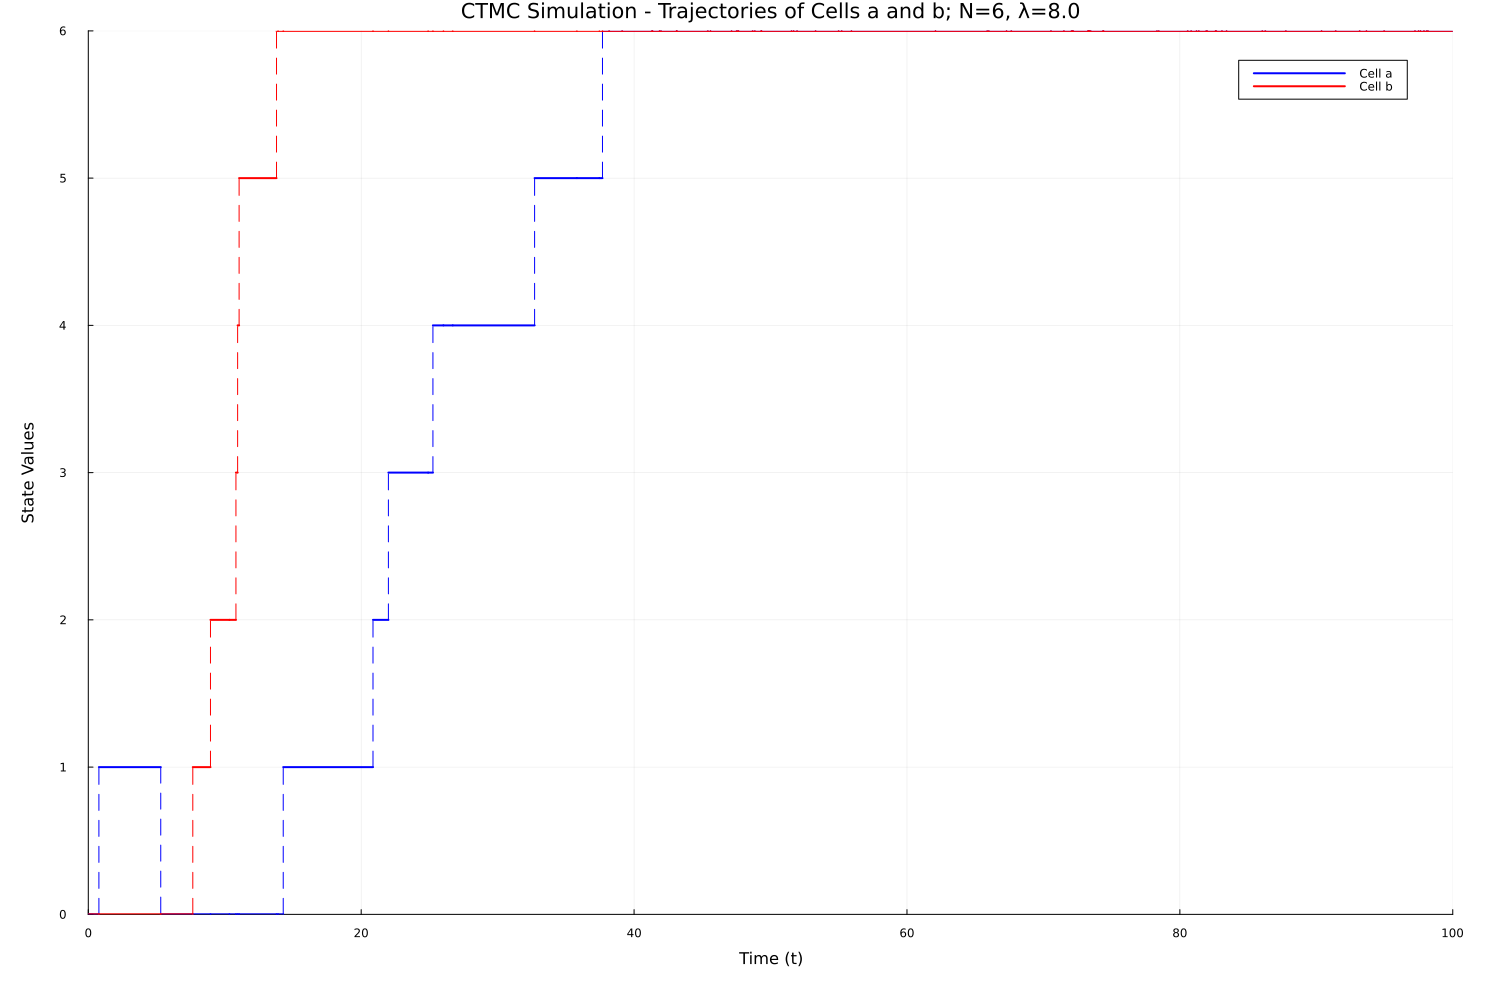 CTMC Simulation - Trajectories of Cells a and b; N=6, λ=8.0
6
Cell a
Cell b
5
4
3
State Values
2
1
0
0 20 40 60 80 100
Time (t)